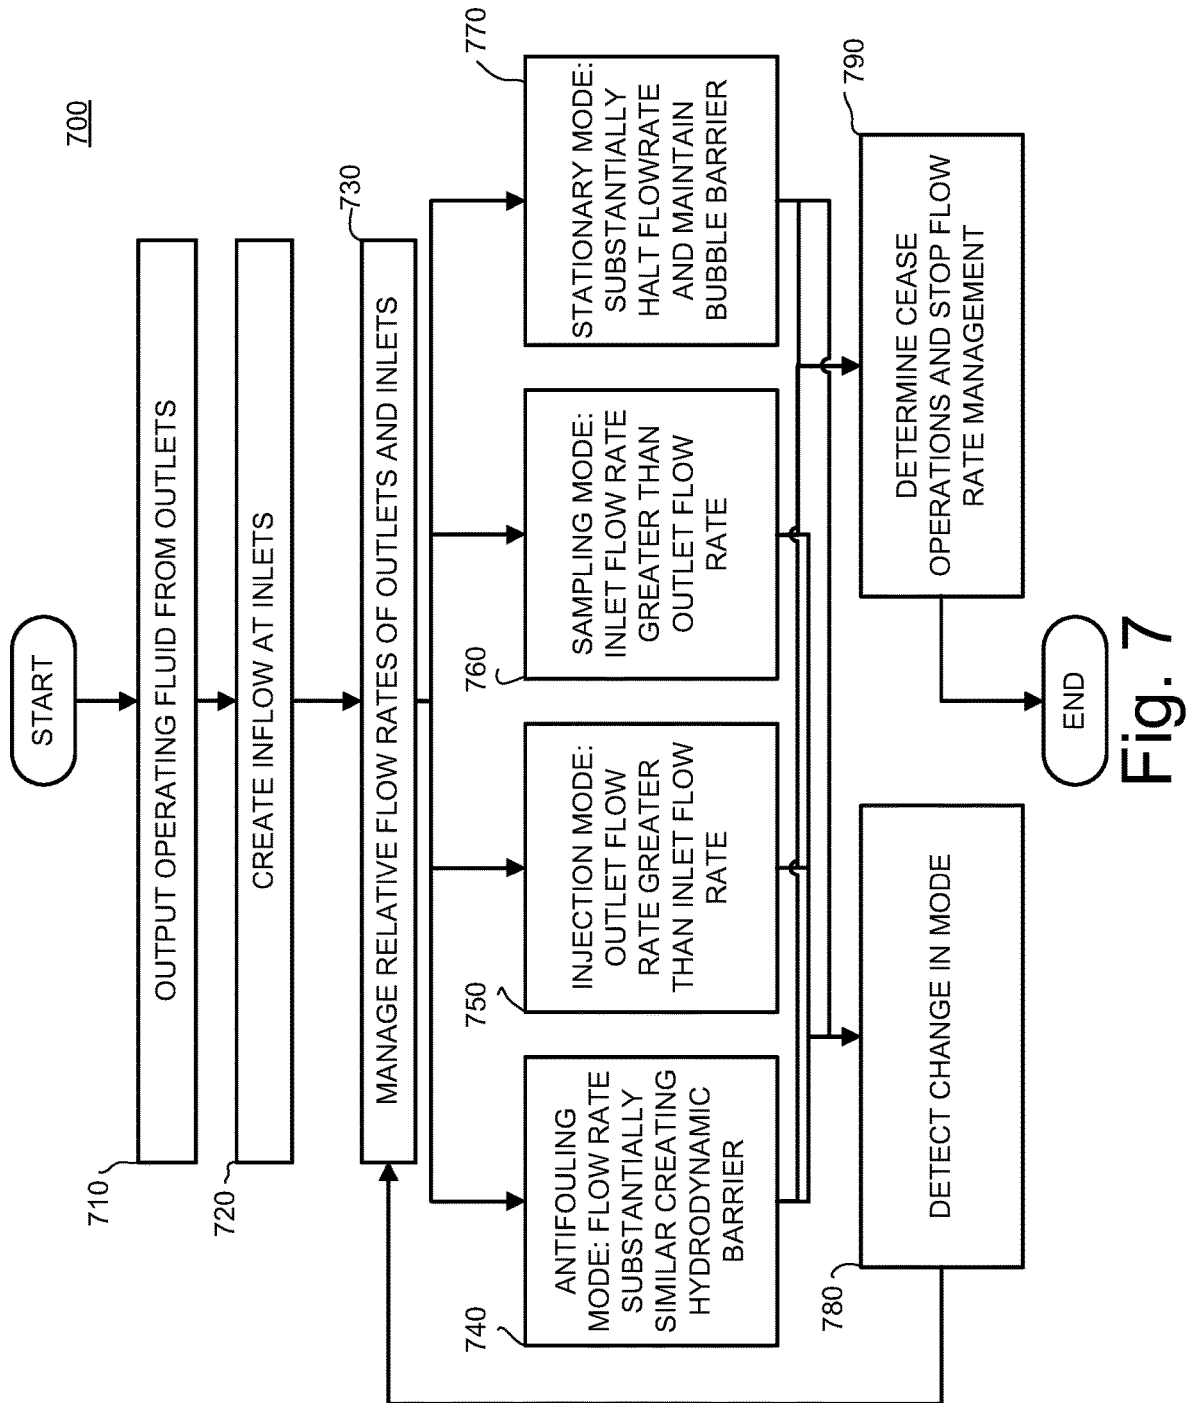 700
START
710
OUTPUT OPERATING FLUID FROM OUTLETS
720
CREATE INFLOW AT INLETS
730
MANAGE RELATIVE FLOW RATES OF OUTLETS AND INLETS
740
ANTIFOULING
MODE: FLOW RATE
SUBSTANTIALLY
SIMILAR CREATING
HYDRODYNAMIC
BARRIER
750
INJECTION MODE:
OUTLET FLOW
RATE GREATER
THAN INLET FLOW
RATE
760
SAMPLING MODE:
INLET FLOW RATE
GREATER THAN
OUTLET FLOW
RATE
770
STATIONARY MODE:
SUBSTANTIALLY
HALT FLOWRATE
AND MAINTAIN
BUBBLE BARRIER
780
DETECT CHANGE IN MODE
790
DETERMINE CEASE
OPERATIONS AND STOP FLOW
RATE MANAGEMENT
END
Fig. 7